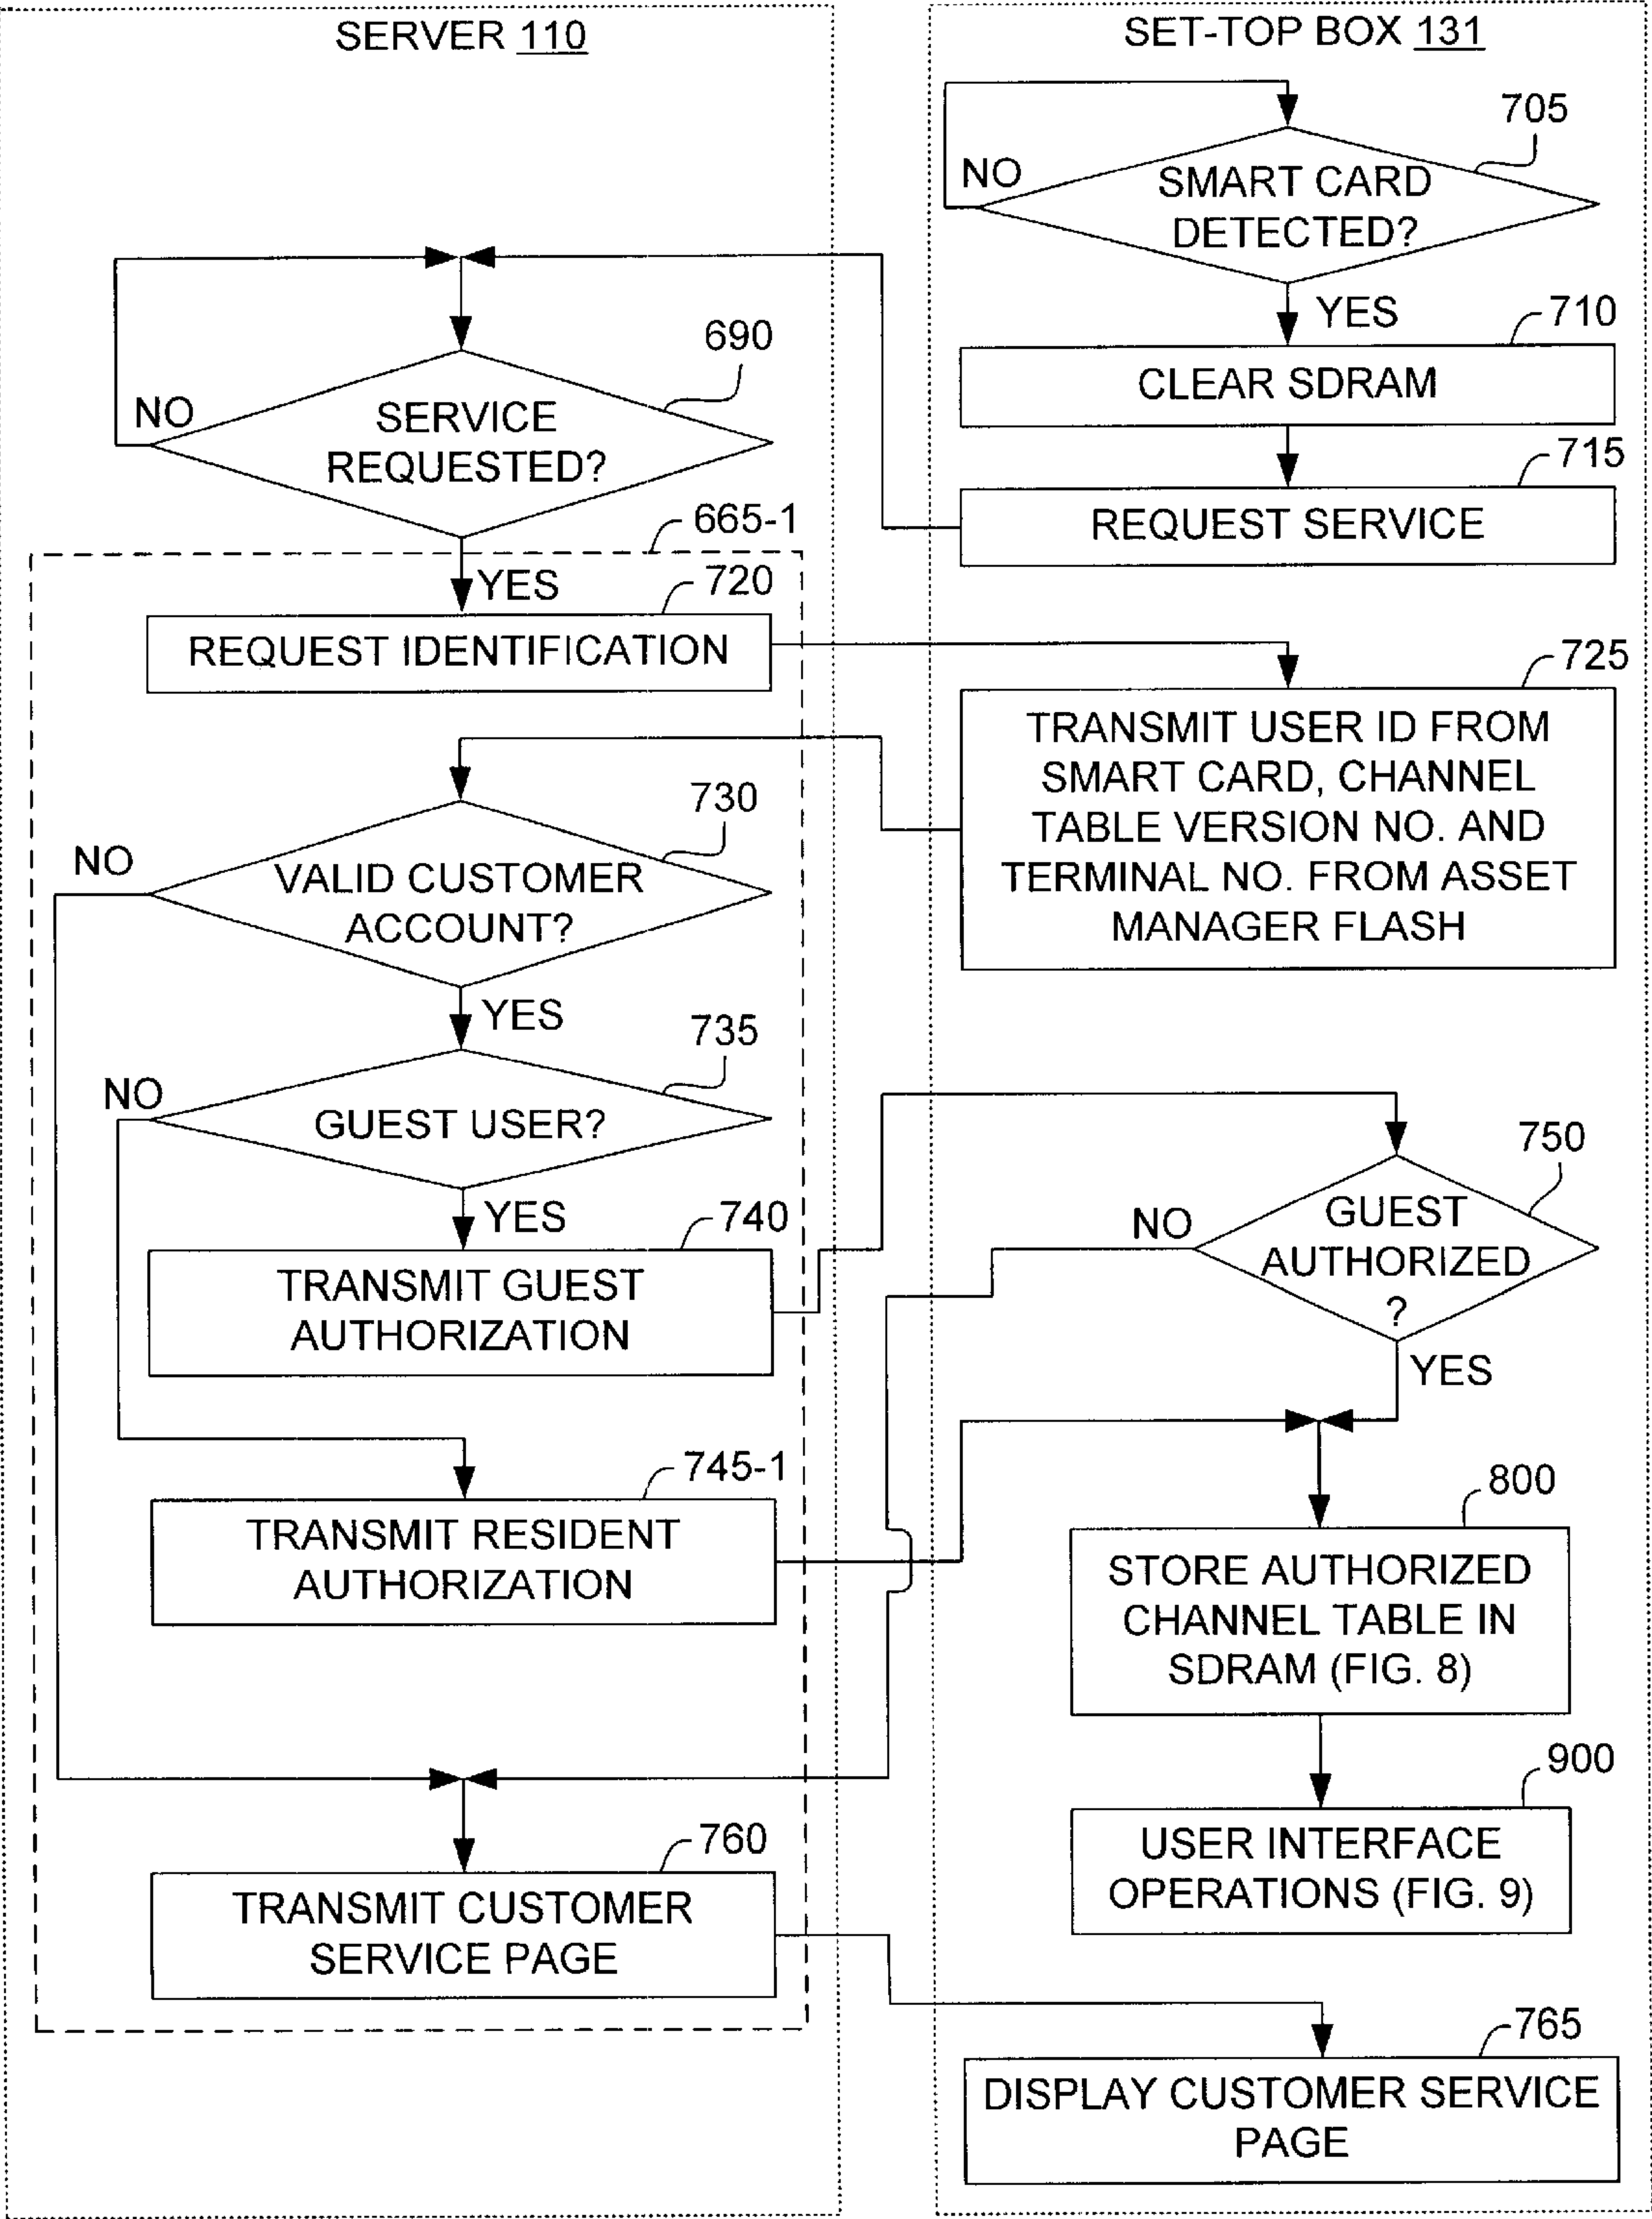 SERVER 110
SET-TOP BOX 131
705
NO
SMART CARD
DETECTED?
YES
710
CLEAR SDRAM
715
REQUEST SERVICE
690
NO
SERVICE
REQUESTED?
665-1
YES
720
REQUEST IDENTIFICATION
725
TRANSMIT USER ID FROM
SMART CARD, CHANNEL
TABLE VERSION NO. AND
TERMINAL NO. FROM ASSET
MANAGER FLASH
730
NO
VALID CUSTOMER
ACCOUNT?
YES
735
NO
GUEST USER?
YES
740
TRANSMIT GUEST
AUTHORIZATION
750
NO
GUEST
AUTHORIZED
?
YES
745-1
TRANSMIT RESIDENT
AUTHORIZATION
800
STORE AUTHORIZED
CHANNEL TABLE IN
SDRAM (FIG. 8)
900
USER INTERFACE
OPERATIONS (FIG. 9)
760
TRANSMIT CUSTOMER
SERVICE PAGE
765
DISPLAY CUSTOMER SERVICE
PAGE